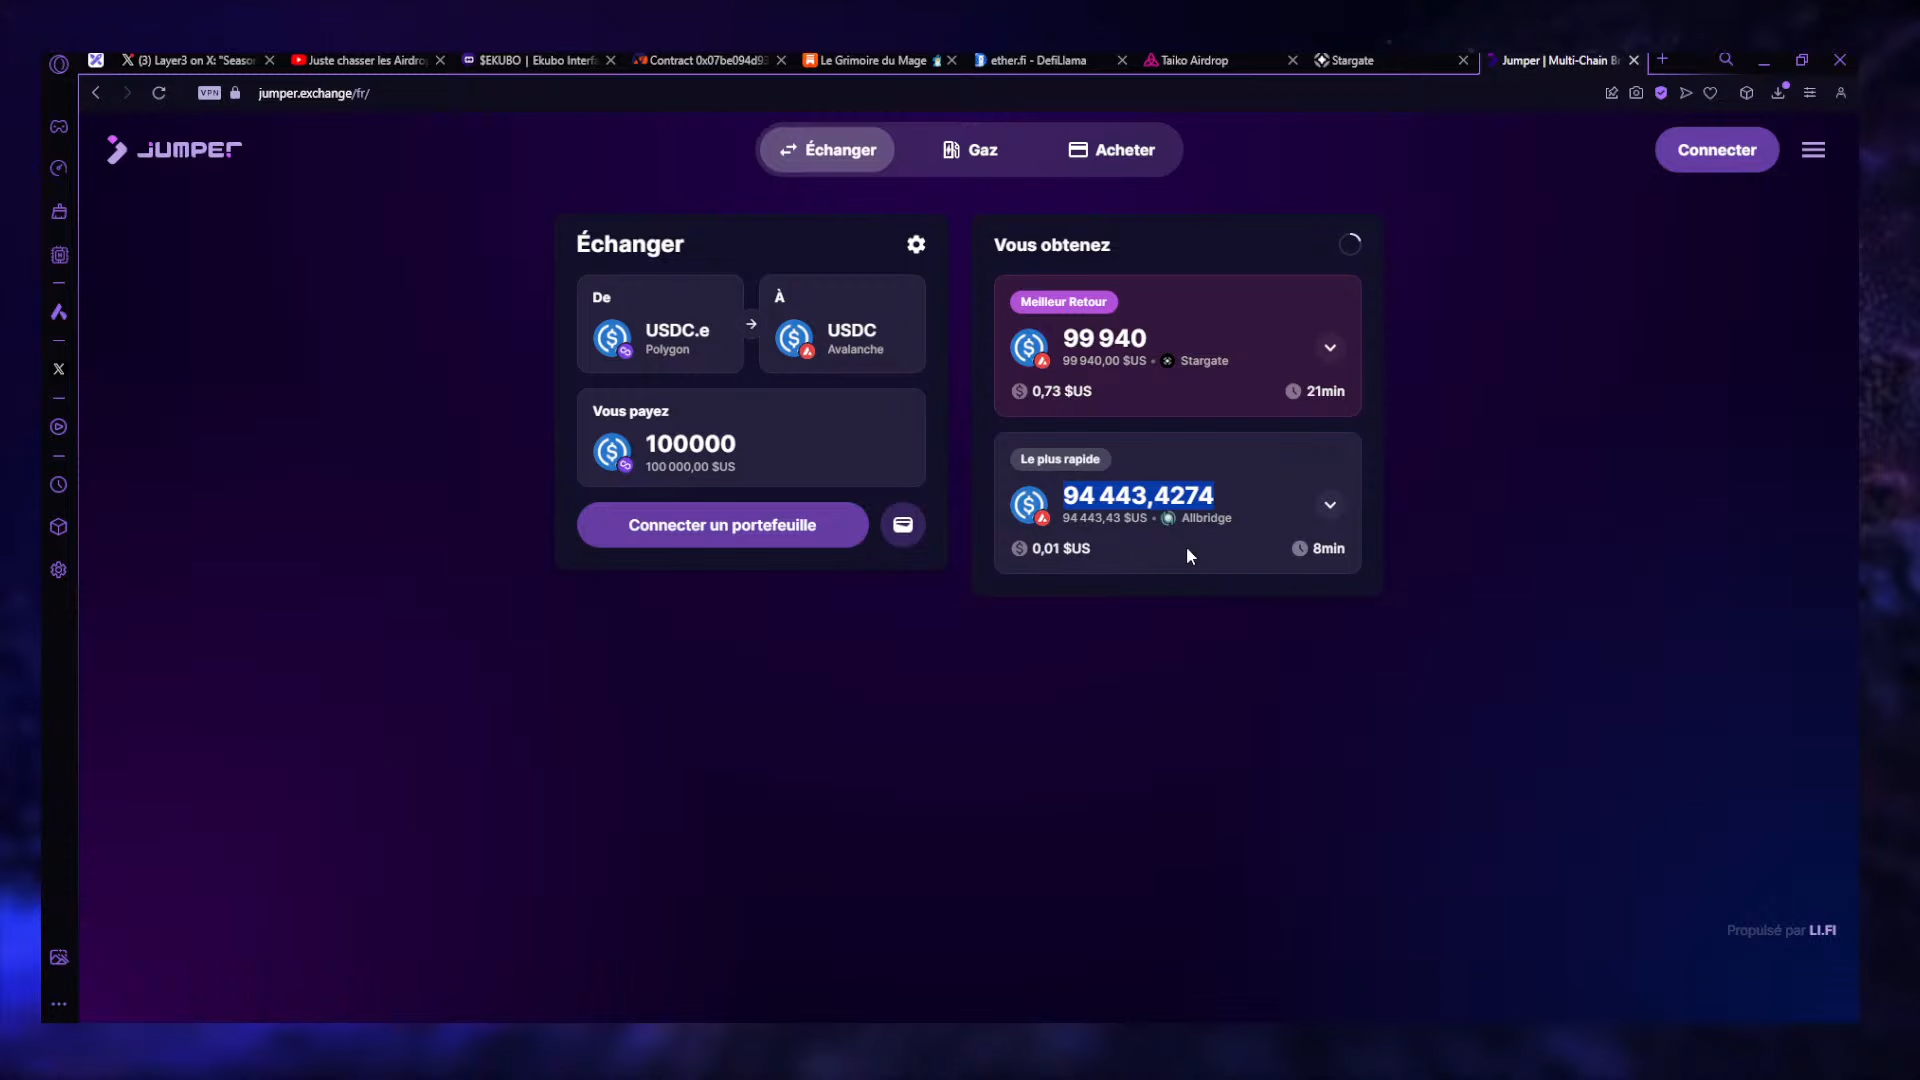 (3) Layer3 on X: "Seaso
Juste chasser les Airdro
$EKUBO | Ekubo Interf
Contract 0x07be094d93
Le Grimoire du Mage
ether.fi - DefiLlama
Taiko Airdrop
Stargate
Jumper | Multi-Chain B
VPN
jumper.exchange/fr/
JUMPER
Échanger
Gaz
Acheter
Connecter
Échanger
De
USDC.e
Polygon
À
USDC
Avalanche
Vous payez
100000
100 000,00 $US
Connecter un portefeuille
Vous obtenez
Meilleur Retour
99 940
99 940,00 $US • Stargate
0,73 $US
21min
Le plus rapide
94 443,4274
94 443,43 $US • Allbridge
0,01 $US
8min
Propulsé par LI.FI